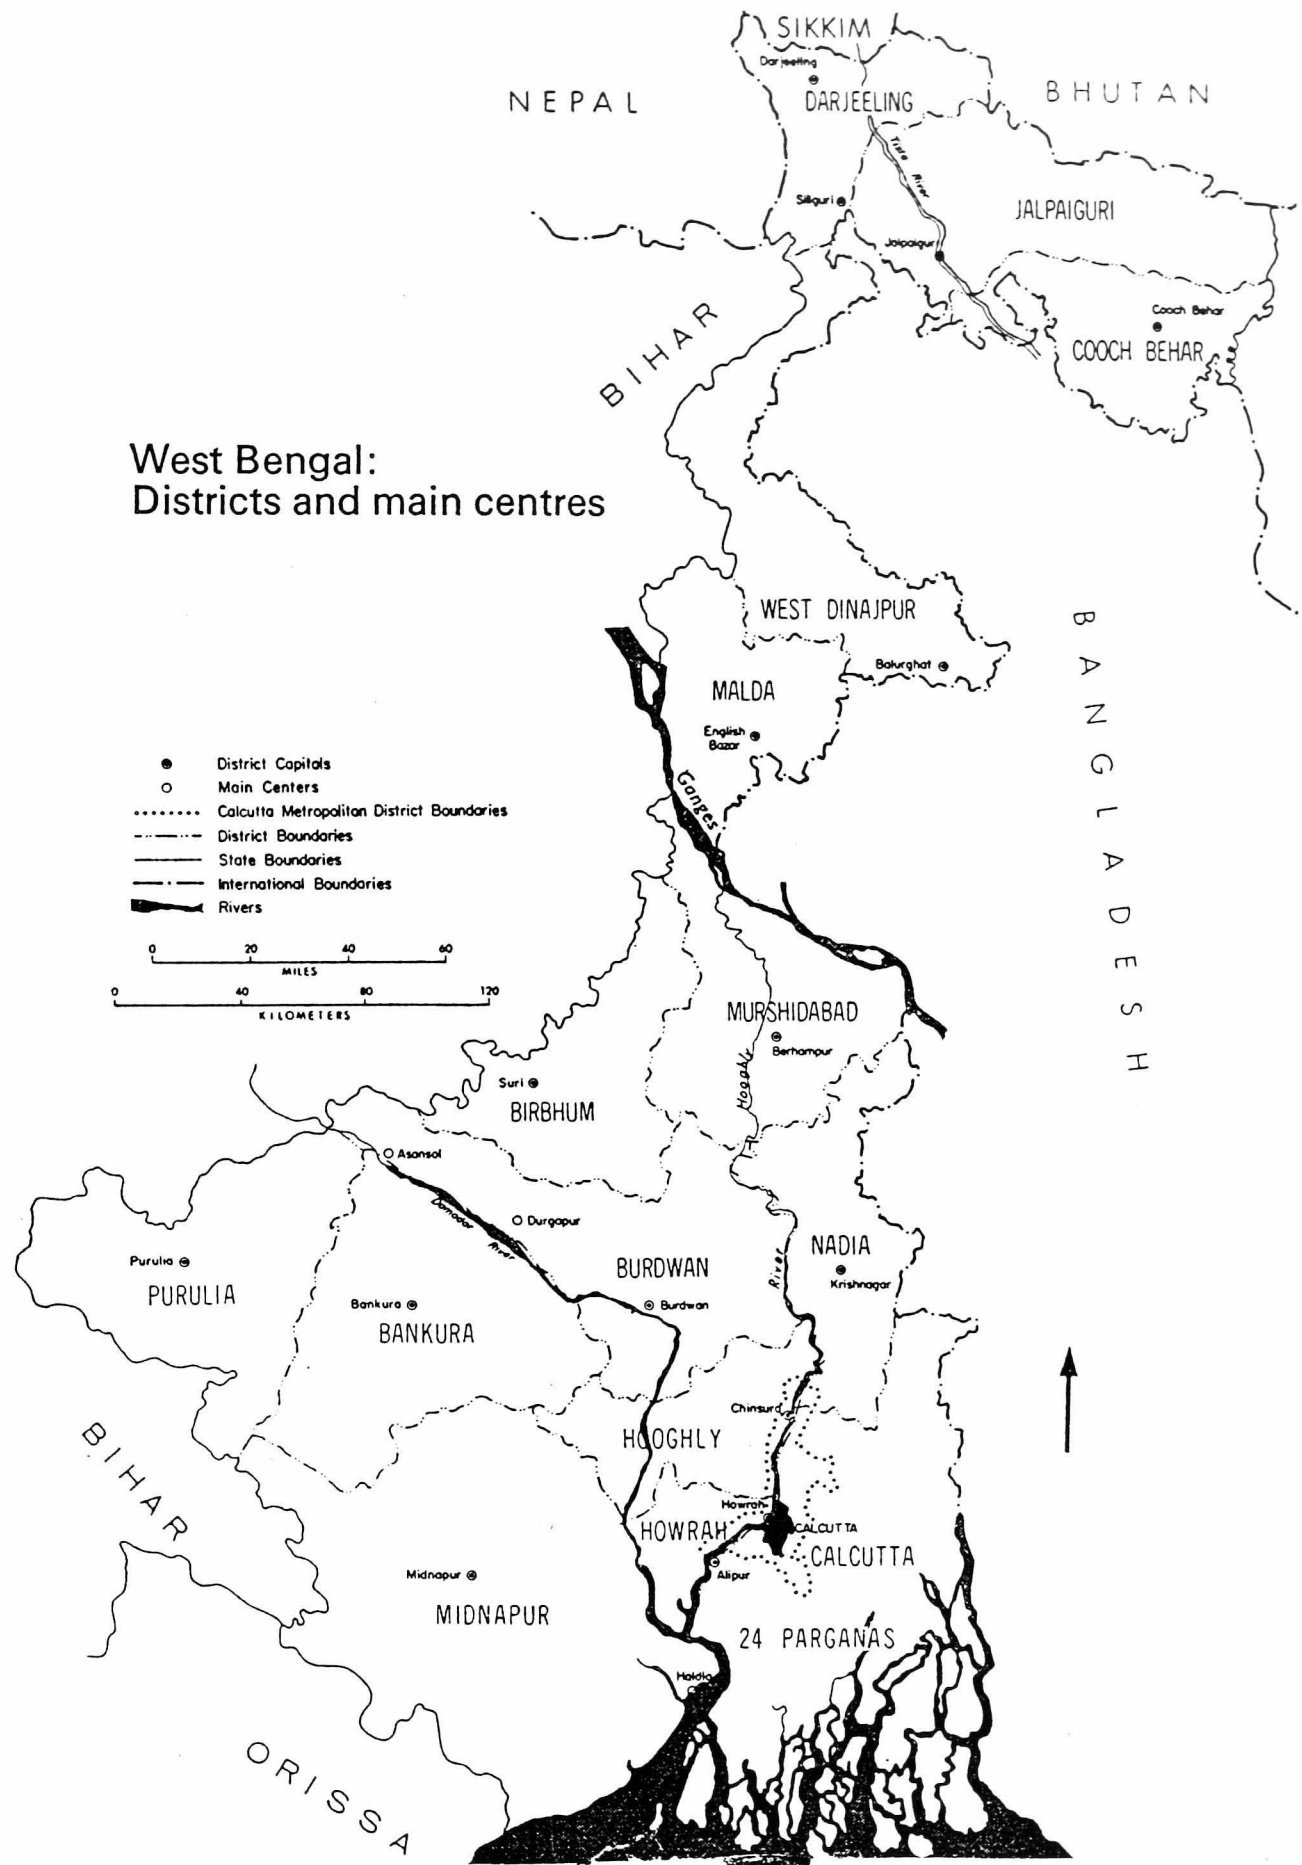 SIKKIM
Darjeeling
NEPAL
DARJEELING
BHUTAN
Tista River
Siliguri
JALPAIGURI
Jalpaigur
BIHAR
Cooch Behar
COOCH BEHAR
West Bengal:
Districts and main centres
WEST DINAJPUR
BANGLADESH
Balurghat
MALDA
English
Bazar
Ganges
District Capitals
Main Centers
Calcutta Metropolitan District Boundaries
District Boundaries
State Boundaries
International Boundaries
Rivers
0 20 40 60
MILES
0 40 80 120
KILOMETERS
MURSHIDABAD
Berhampur
Hooghly
Suri
BIRBHUM
Asansol
Damodar
River
Durgapur
NADIA
Krishnagar
River
Purulia
PURULIA
BURDWAN
Bankura
Burdwan
BANKURA
Chinsura
HOOGHLY
BIHAR
Howrah
HOWRAH
CALCUTTA
CALCUTTA
Alipur
Midnapur
MIDNAPUR
24 PARGANAS
Haldia
ORISSA